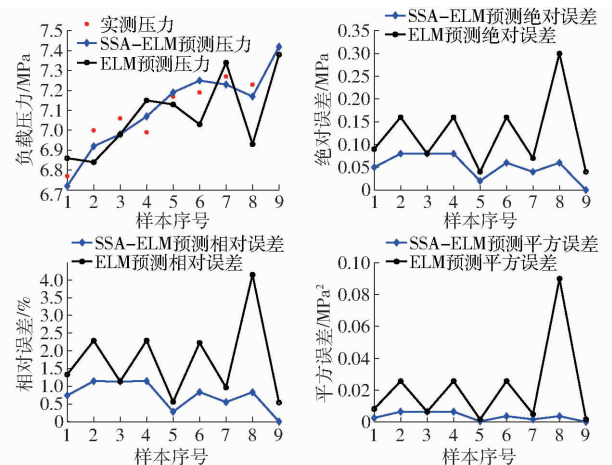 实测压力
SSA-ELM预测压力
ELM预测压力
负载压力/MPa
7.5
7.4
7.3
7.2
7.1
7.0
6.9
6.8
6.7
1 2 3 4 5 6 7 8 9
样本序号
SSA-ELM预测绝对误差
ELM预测绝对误差
绝对误差/MPa
0.35
0.30
0.25
0.20
0.15
0.10
0.05
0
1 2 3 4 5 6 7 8 9
样本序号
SSA-ELM预测相对误差
ELM预测相对误差
相对误差/%
4.0
3.5
3.0
2.5
2.0
1.5
1.0
0.5
0
1 2 3 4 5 6 7 8 9
样本序号
SSA-ELM预测平方误差
ELM预测平方误差
平方误差/MPa²
0.10
0.08
0.06
0.04
0.02
0
1 2 3 4 5 6 7 8 9
样本序号